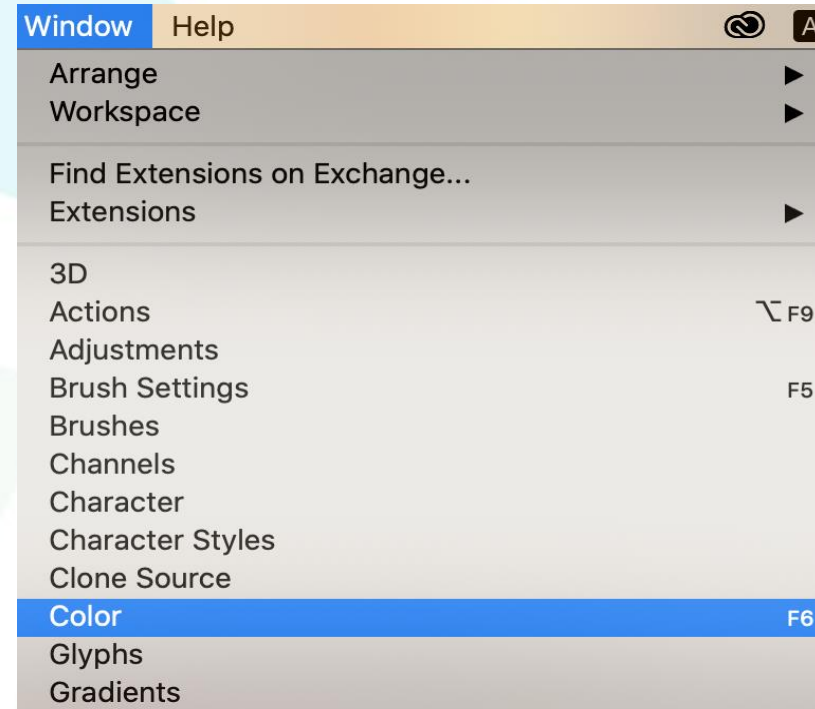 Window Help A
Arrange
Workspace
Find Extensions on Exchange...
Extensions
3D
Actions ⌥ F9
Adjustments
Brush Settings F5
Brushes
Channels
Character
Character Styles
Clone Source
Color F6
Glyphs
Gradients